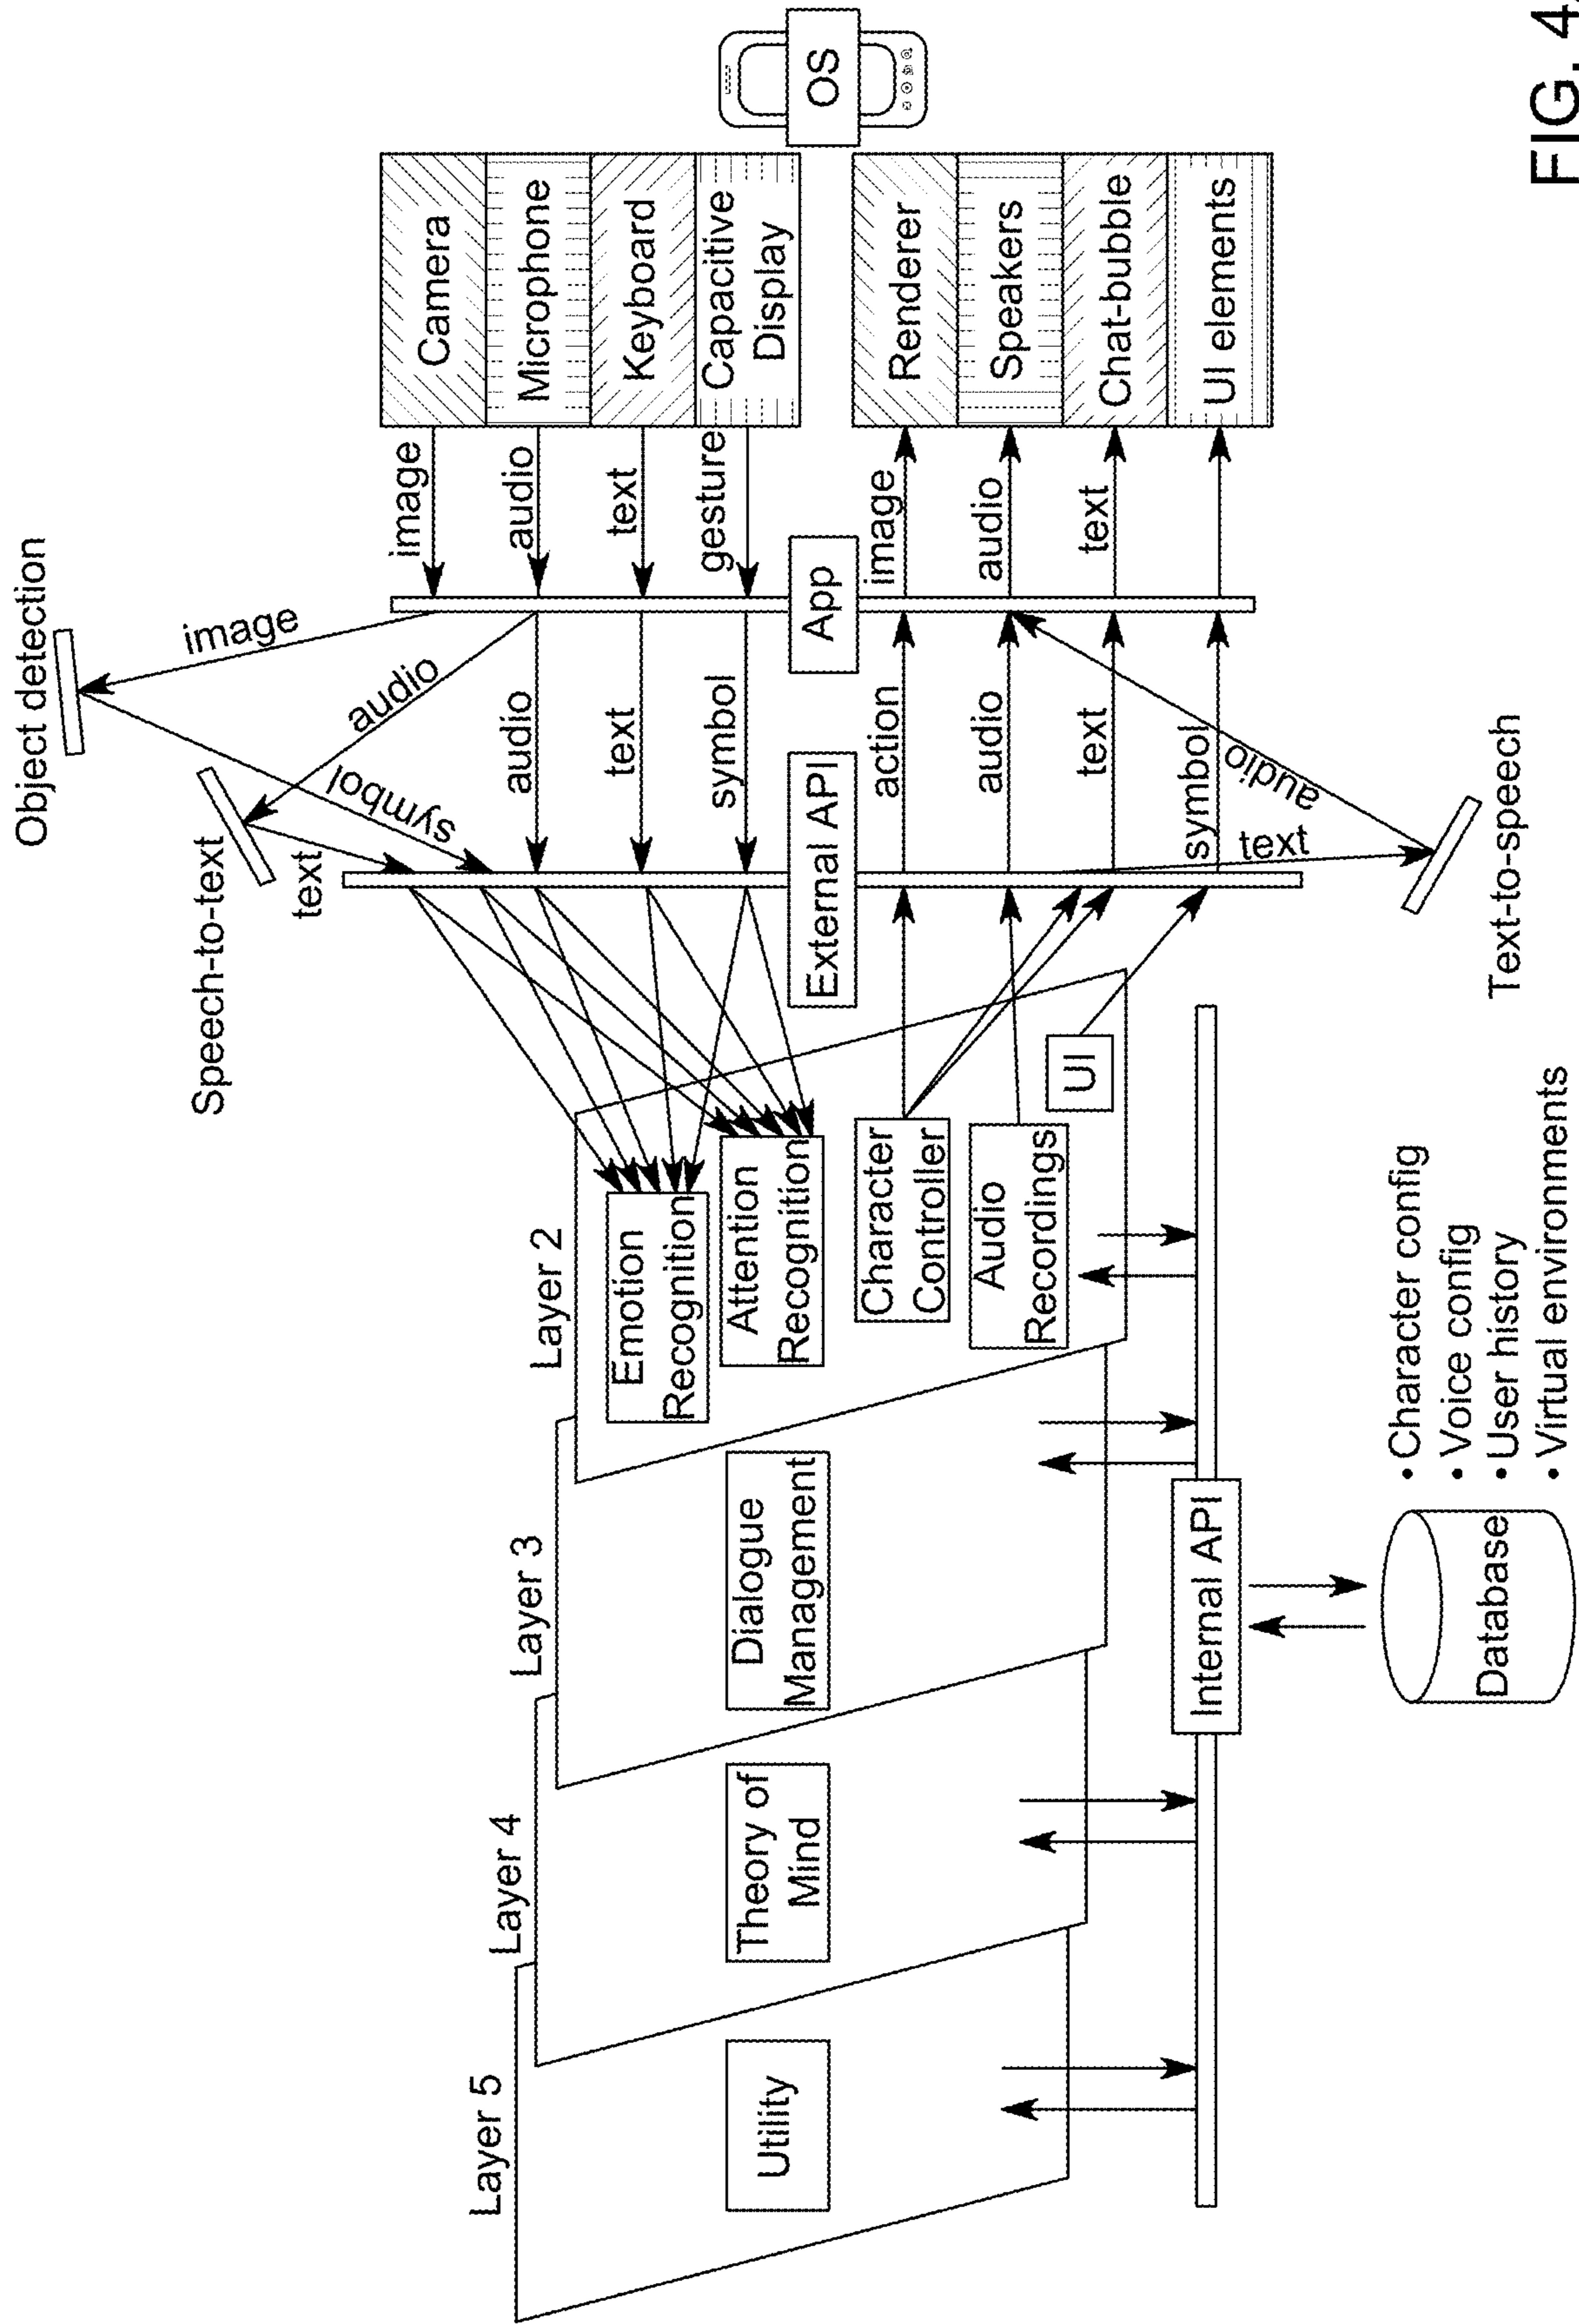 Object detection
Speech-to-text
image
audio
symbol
text
Layer 5
Layer 4
Layer 3
Layer 2
Utility
Theory of
Mind
Dialogue
Management
Emotion
Recognition
Attention
Recognition
Character
Controller
Audio
Recordings
UI
audio
text
symbol
External API
action
audio
text
symbol
audio
text
image
audio
text
gesture
App
image
audio
text
Camera
Microphone
Keyboard
Capacitive
Display
OS
Renderer
Speakers
Chat-bubble
UI elements
Text-to-speech
Internal API
Database
• Character config
• Voice config
• User history
• Virtual environments
FIG. 4